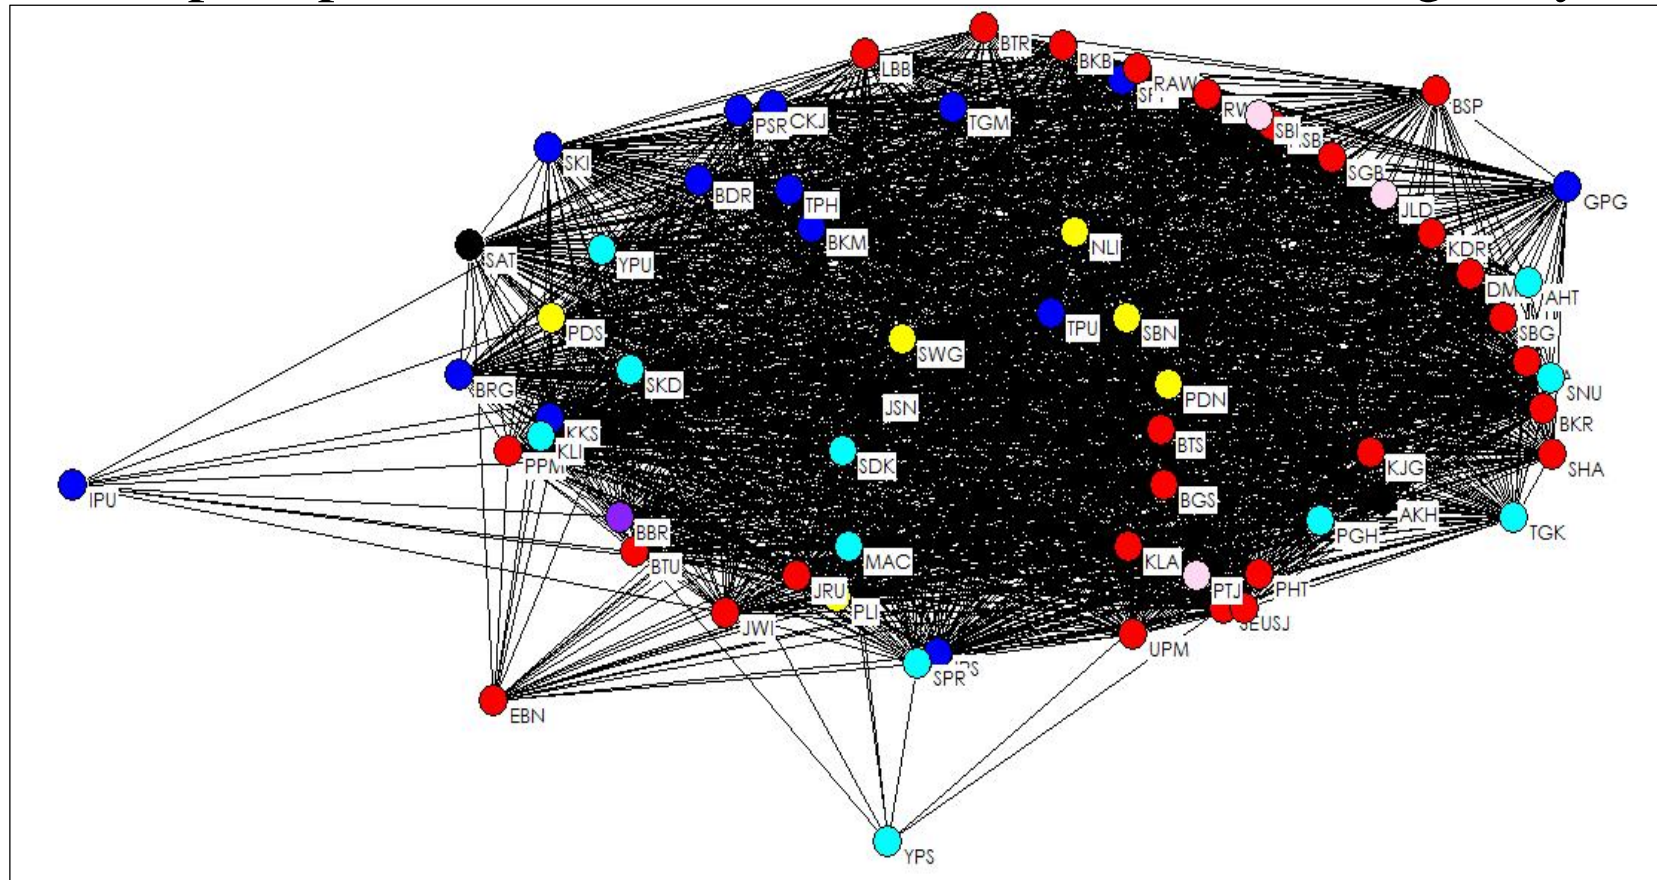 BTR
LBB
BKB
RAW
BSP
RW
PSR
CKJ
TGM
SBI
SB
SKI
SGB
BDR
TPH
JLD
GPG
BKM
NLI
KDR
SAT
YPU
DM
AHT
PDS
TPU
SBN
SBG
SWG
BRG
SKD
SNU
JSN
PDN
BKR
KKS
BTS
KLI
PPM
SDK
KJG
SHA
IPU
BGS
AKH
BBR
PGH
TGK
BTU
MAC
KLA
JRU
PTJ
PHT
PLI
JWI
UPM
SPR
EBN
YPS